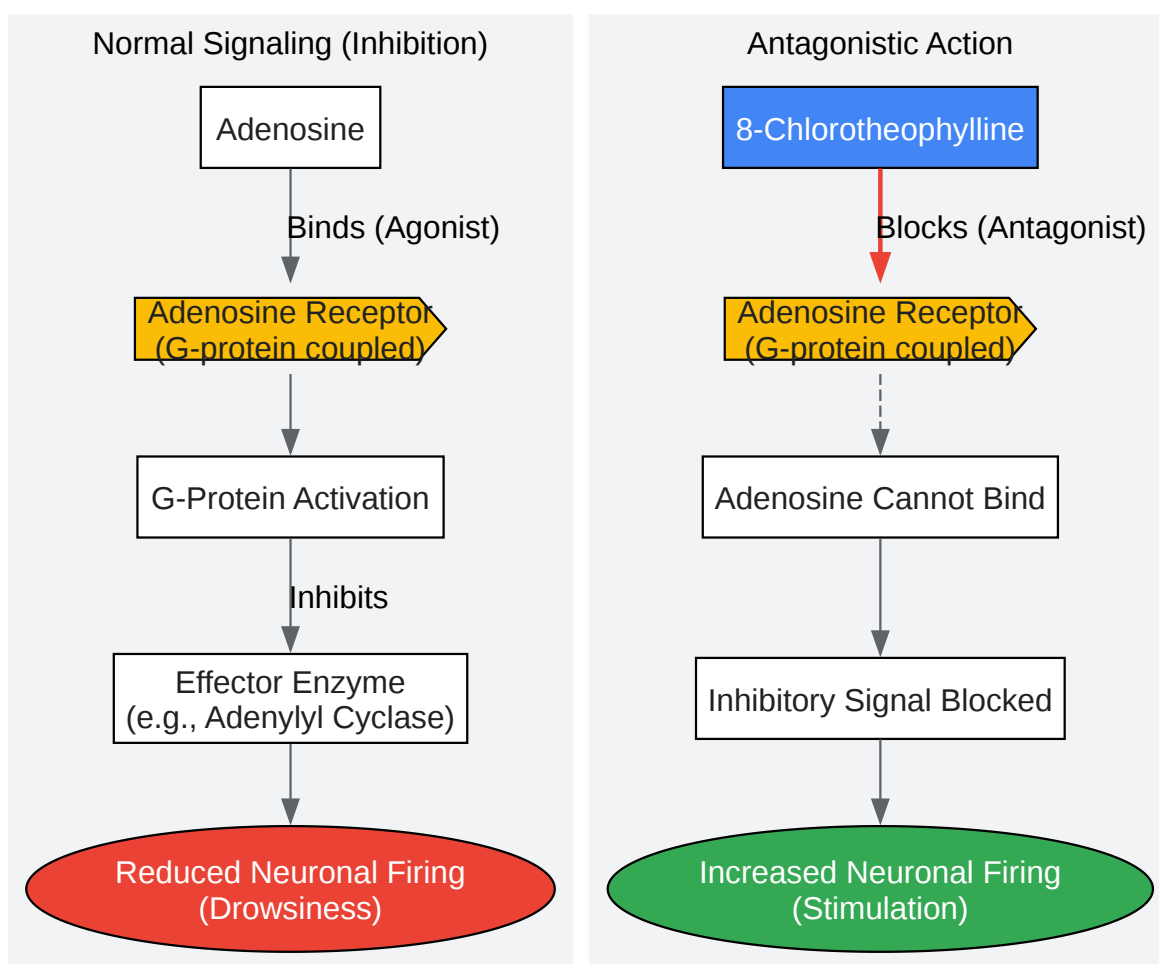 Normal Signaling (Inhibition)
Adenosine
Binds (Agonist)
Adenosine Receptor
(G-protein coupled)
G-Protein Activation
Inhibits
Effector Enzyme
(e.g., Adenylyl Cyclase)
Reduced Neuronal Firing
(Drowsiness)
Antagonistic Action
8-Chlorotheophylline
Blocks (Antagonist)
Adenosine Receptor
(G-protein coupled)
Adenosine Cannot Bind
Inhibitory Signal Blocked
Increased Neuronal Firing
(Stimulation)